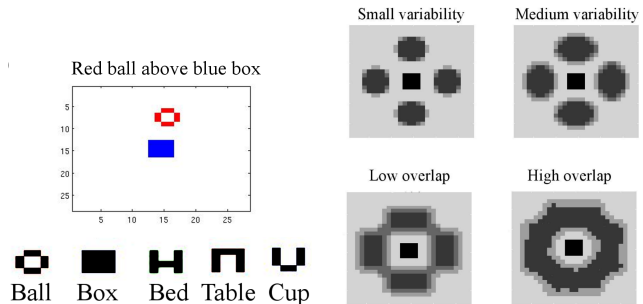 Small variability
Medium variability
Red ball above blue box
5
10
15
20
25
5 10 15 20 25
Low overlap
High overlap
Ball Box Bed Table Cup